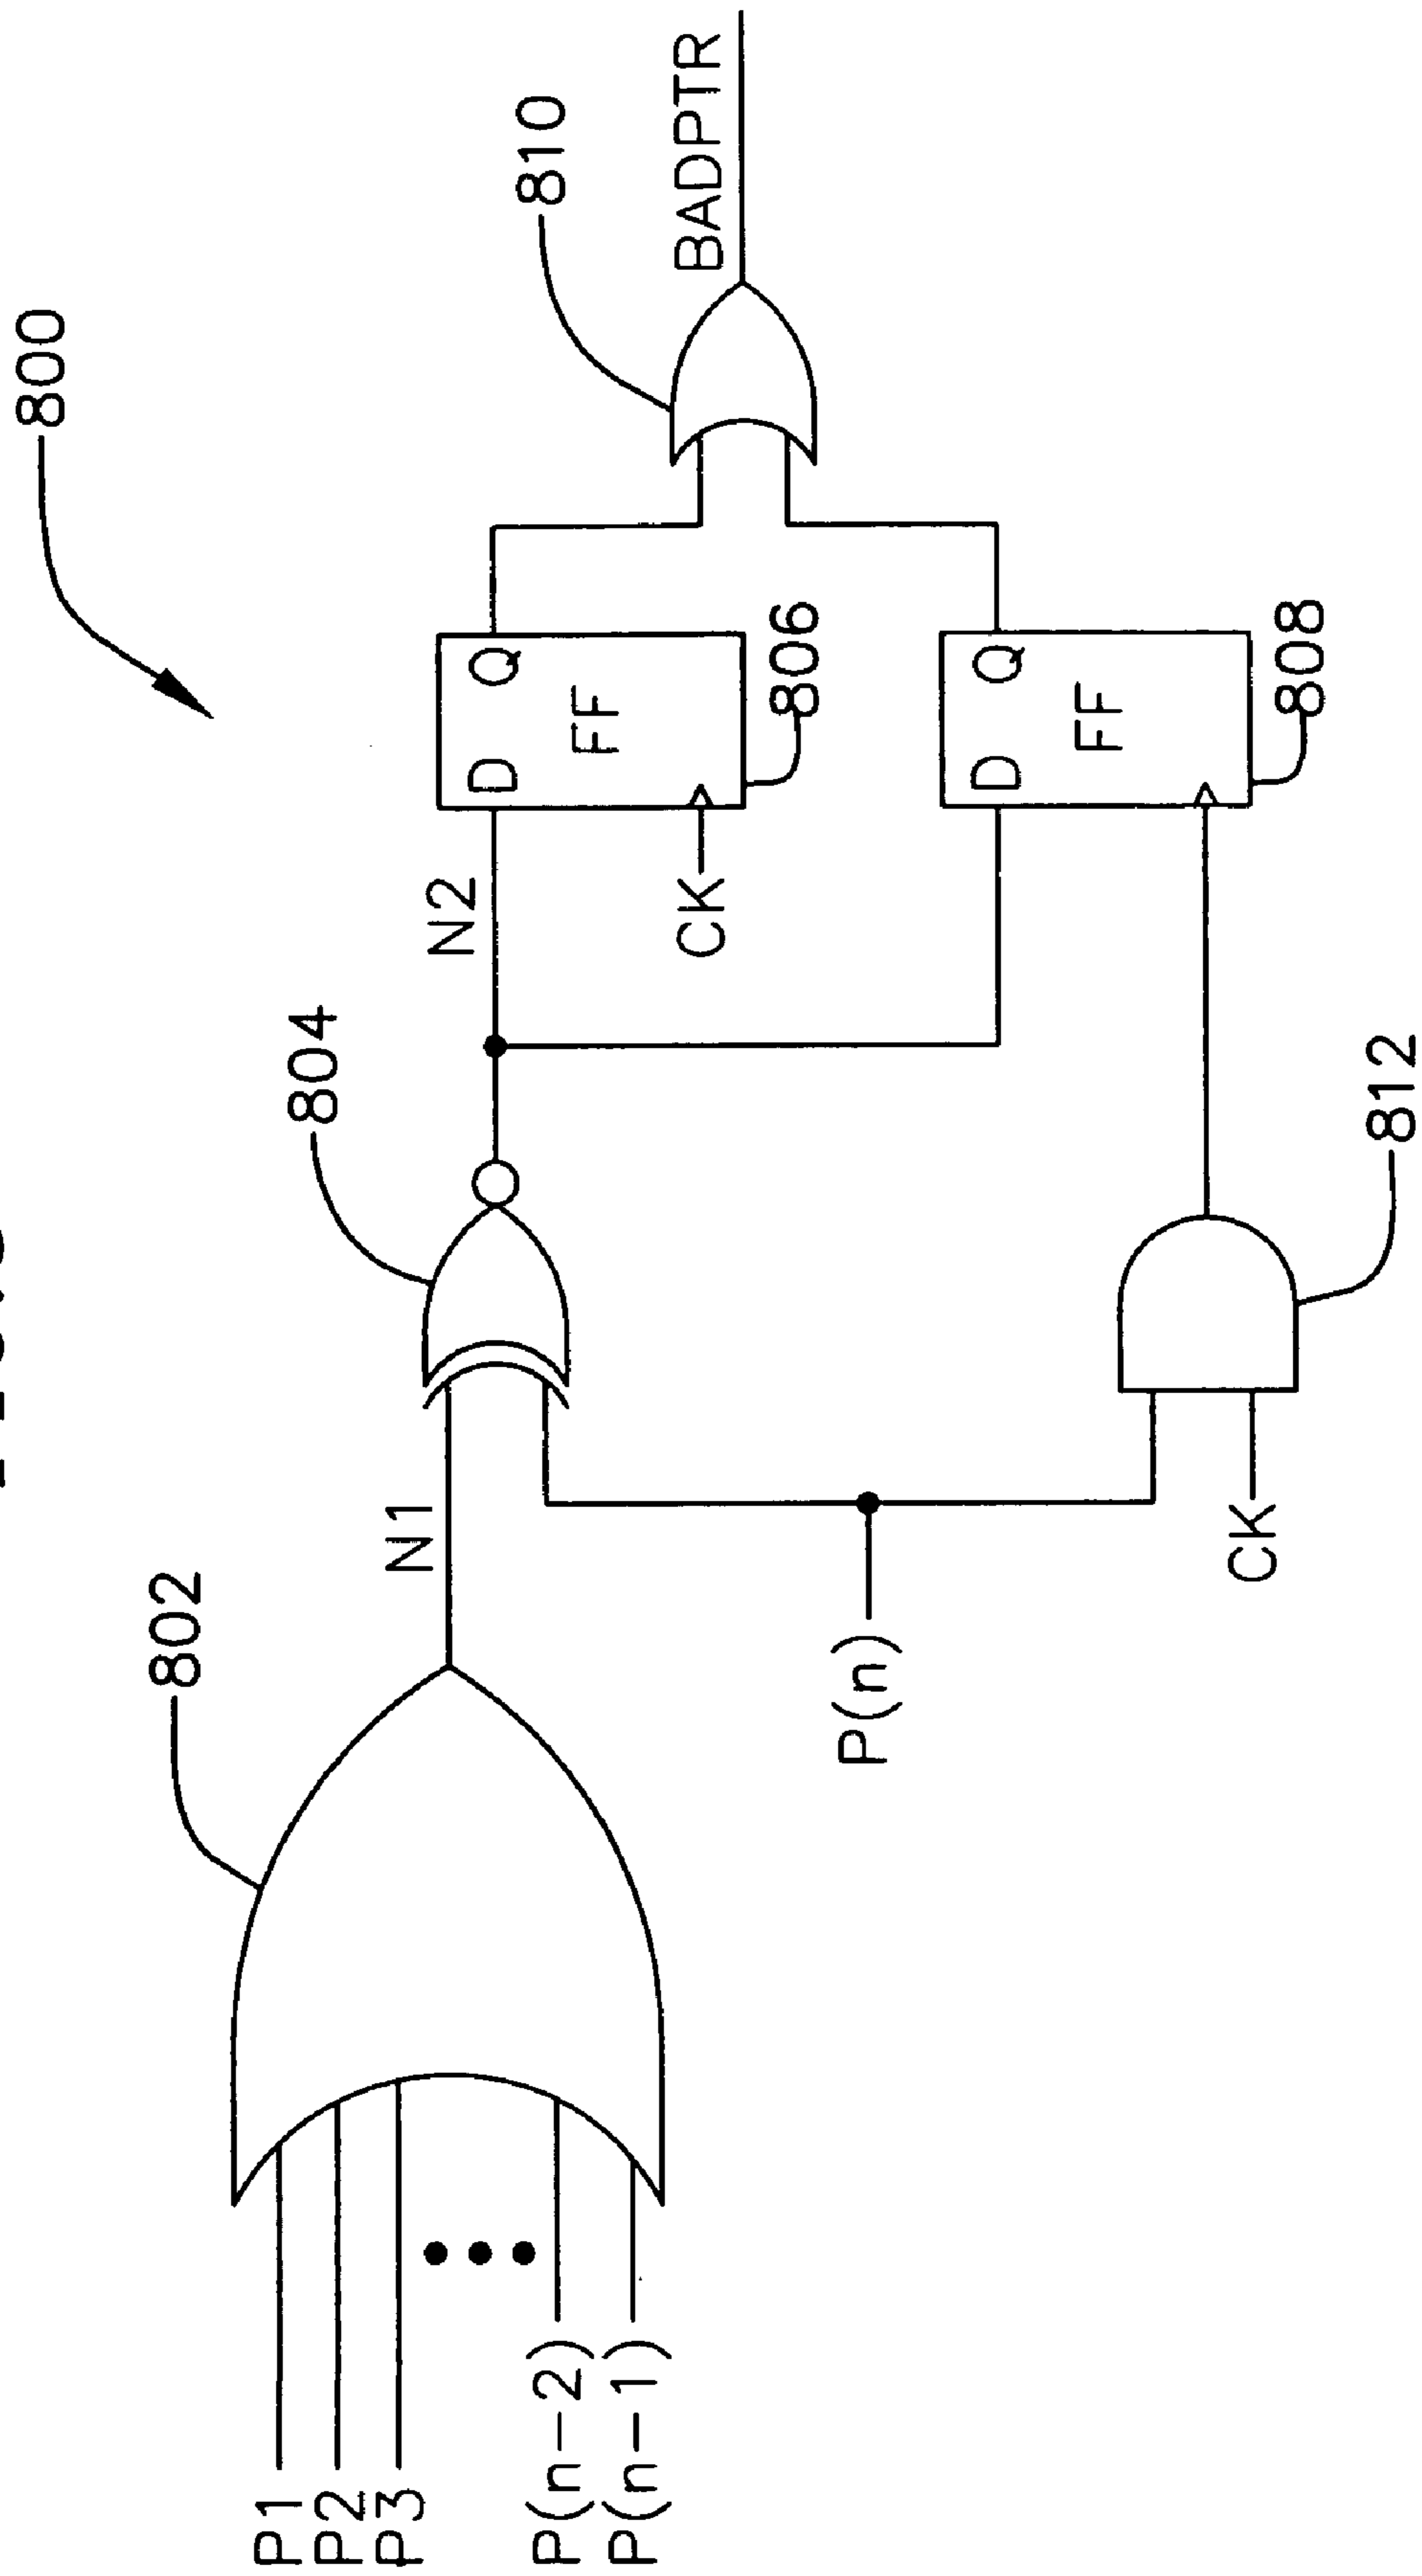 800
802
804
810
P1
P2
P3
P(n-2)
P(n-1)
N1
N2
D Q
FF
CK
806
BADPTR
P(n)
D Q
FF
808
CK
812